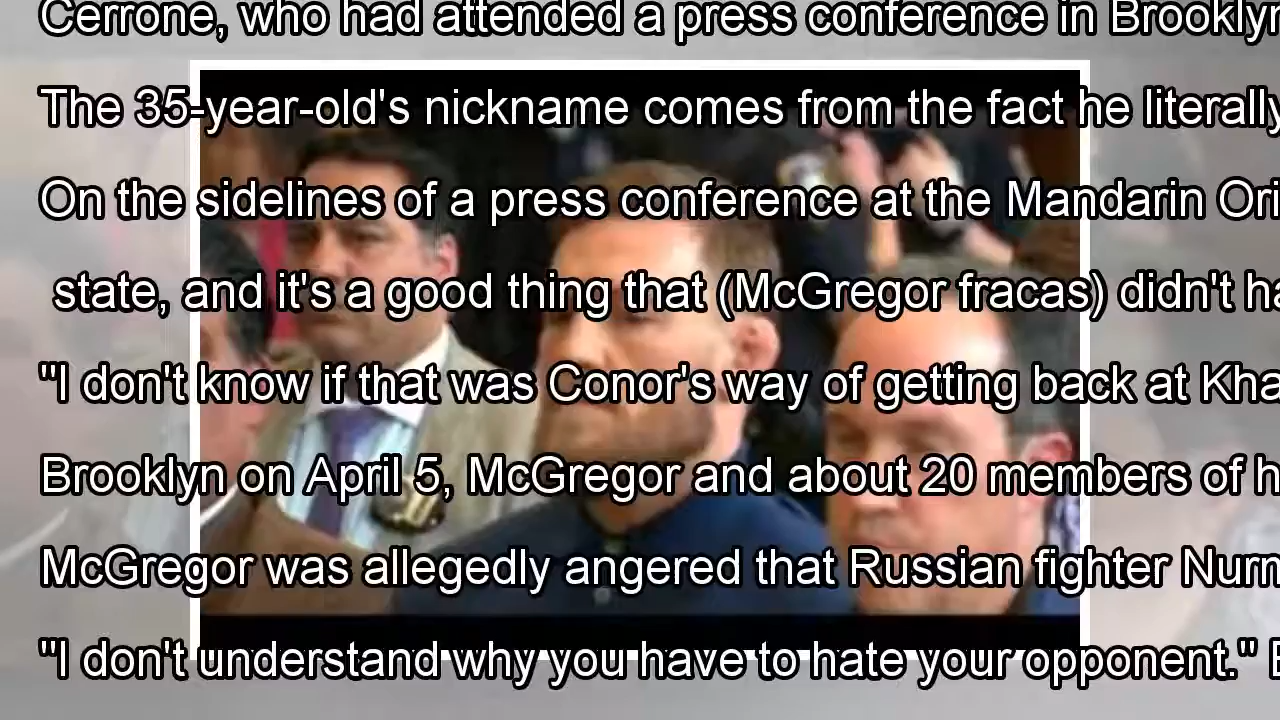 Cerrone, who had attended a press conference in Brooklyn
The 35-year-old's nickname comes from the fact he literally
On the sidelines of a press conference at the Mandarin Ori
state, and it's a good thing that (McGregor fracas) didn't ha
"I don't know if that was Conor's way of getting back at Kha
Brooklyn on April 5, McGregor and about 20 members of h
McGregor was allegedly angered that Russian fighter Nurm
"I don't understand why you have to hate your opponent."